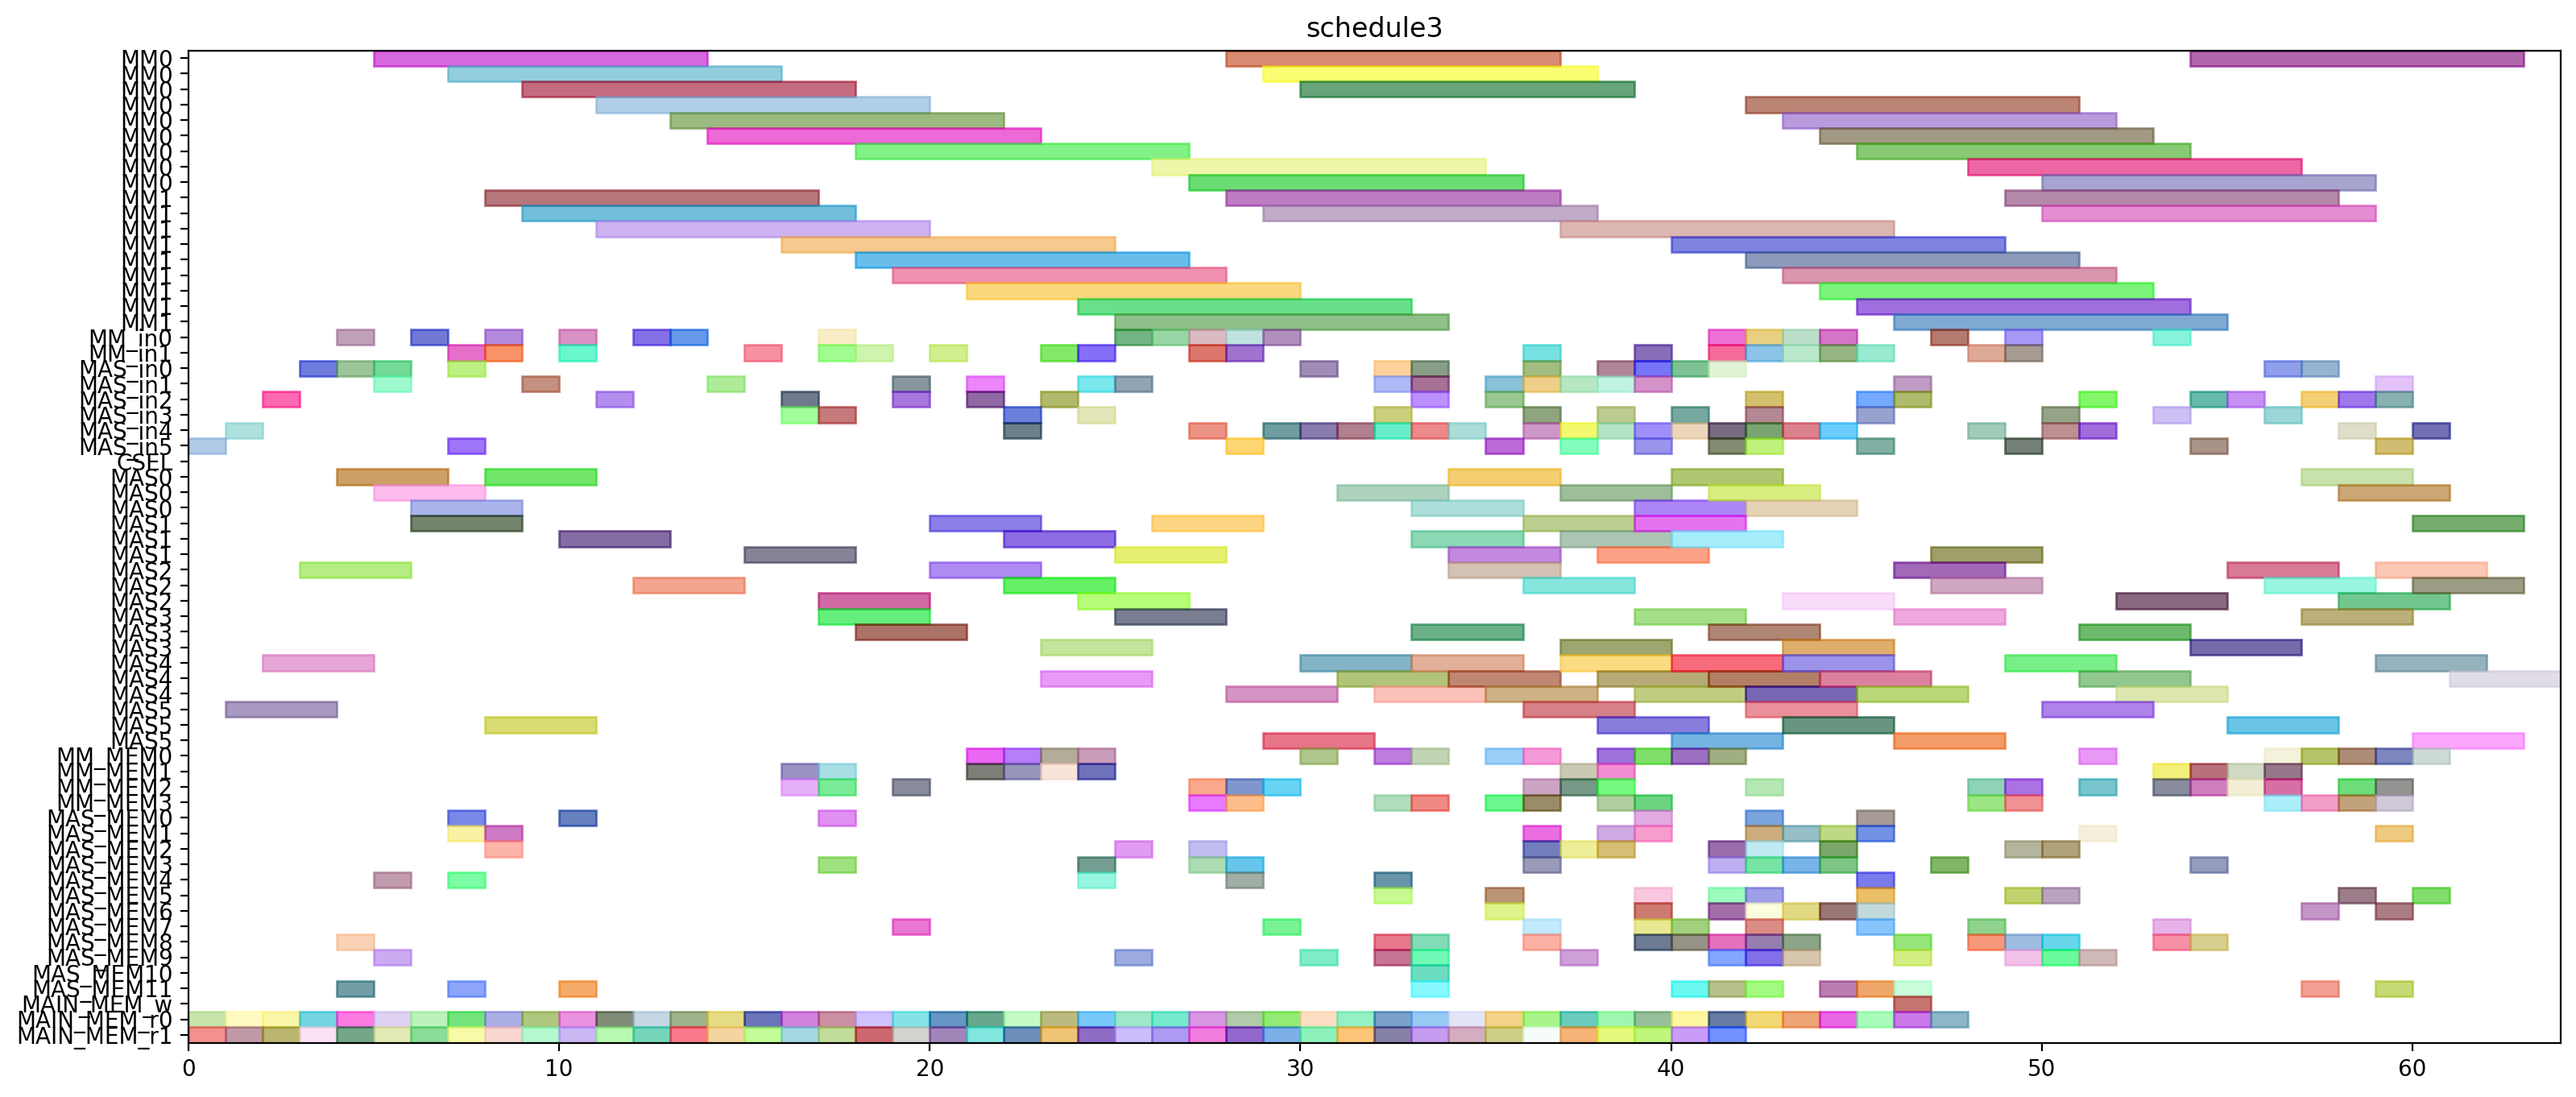 schedule3
MM0
MM0
MM0
MM0
MM0
MM0
MM0
MM0
MM0
MM1
MM1
MM1
MM1
MM1
MM1
MM1
MM1
MM1
MM_in0
MM_in1
MAS_in0
MAS_in1
MAS_in2
MAS_in3
MAS_in4
MAS_in5
CSEL
MAS0
MAS0
MAS0
MAS1
MAS1
MAS1
MAS2
MAS2
MAS2
MAS3
MAS3
MAS3
MAS4
MAS4
MAS4
MAS5
MAS5
MAS5
MM_MEM0
MM_MEM1
MM_MEM2
MM_MEM3
MAS_MEM0
MAS_MEM1
MAS_MEM2
MAS_MEM3
MAS_MEM4
MAS_MEM5
MAS_MEM6
MAS_MEM7
MAS_MEM8
MAS_MEM9
MAS_MEM10
MAS_MEM11
MAIN_MEM_w
MAIN_MEM_r0
MAIN_MEM_r1
0 10 20 30 40 50 60